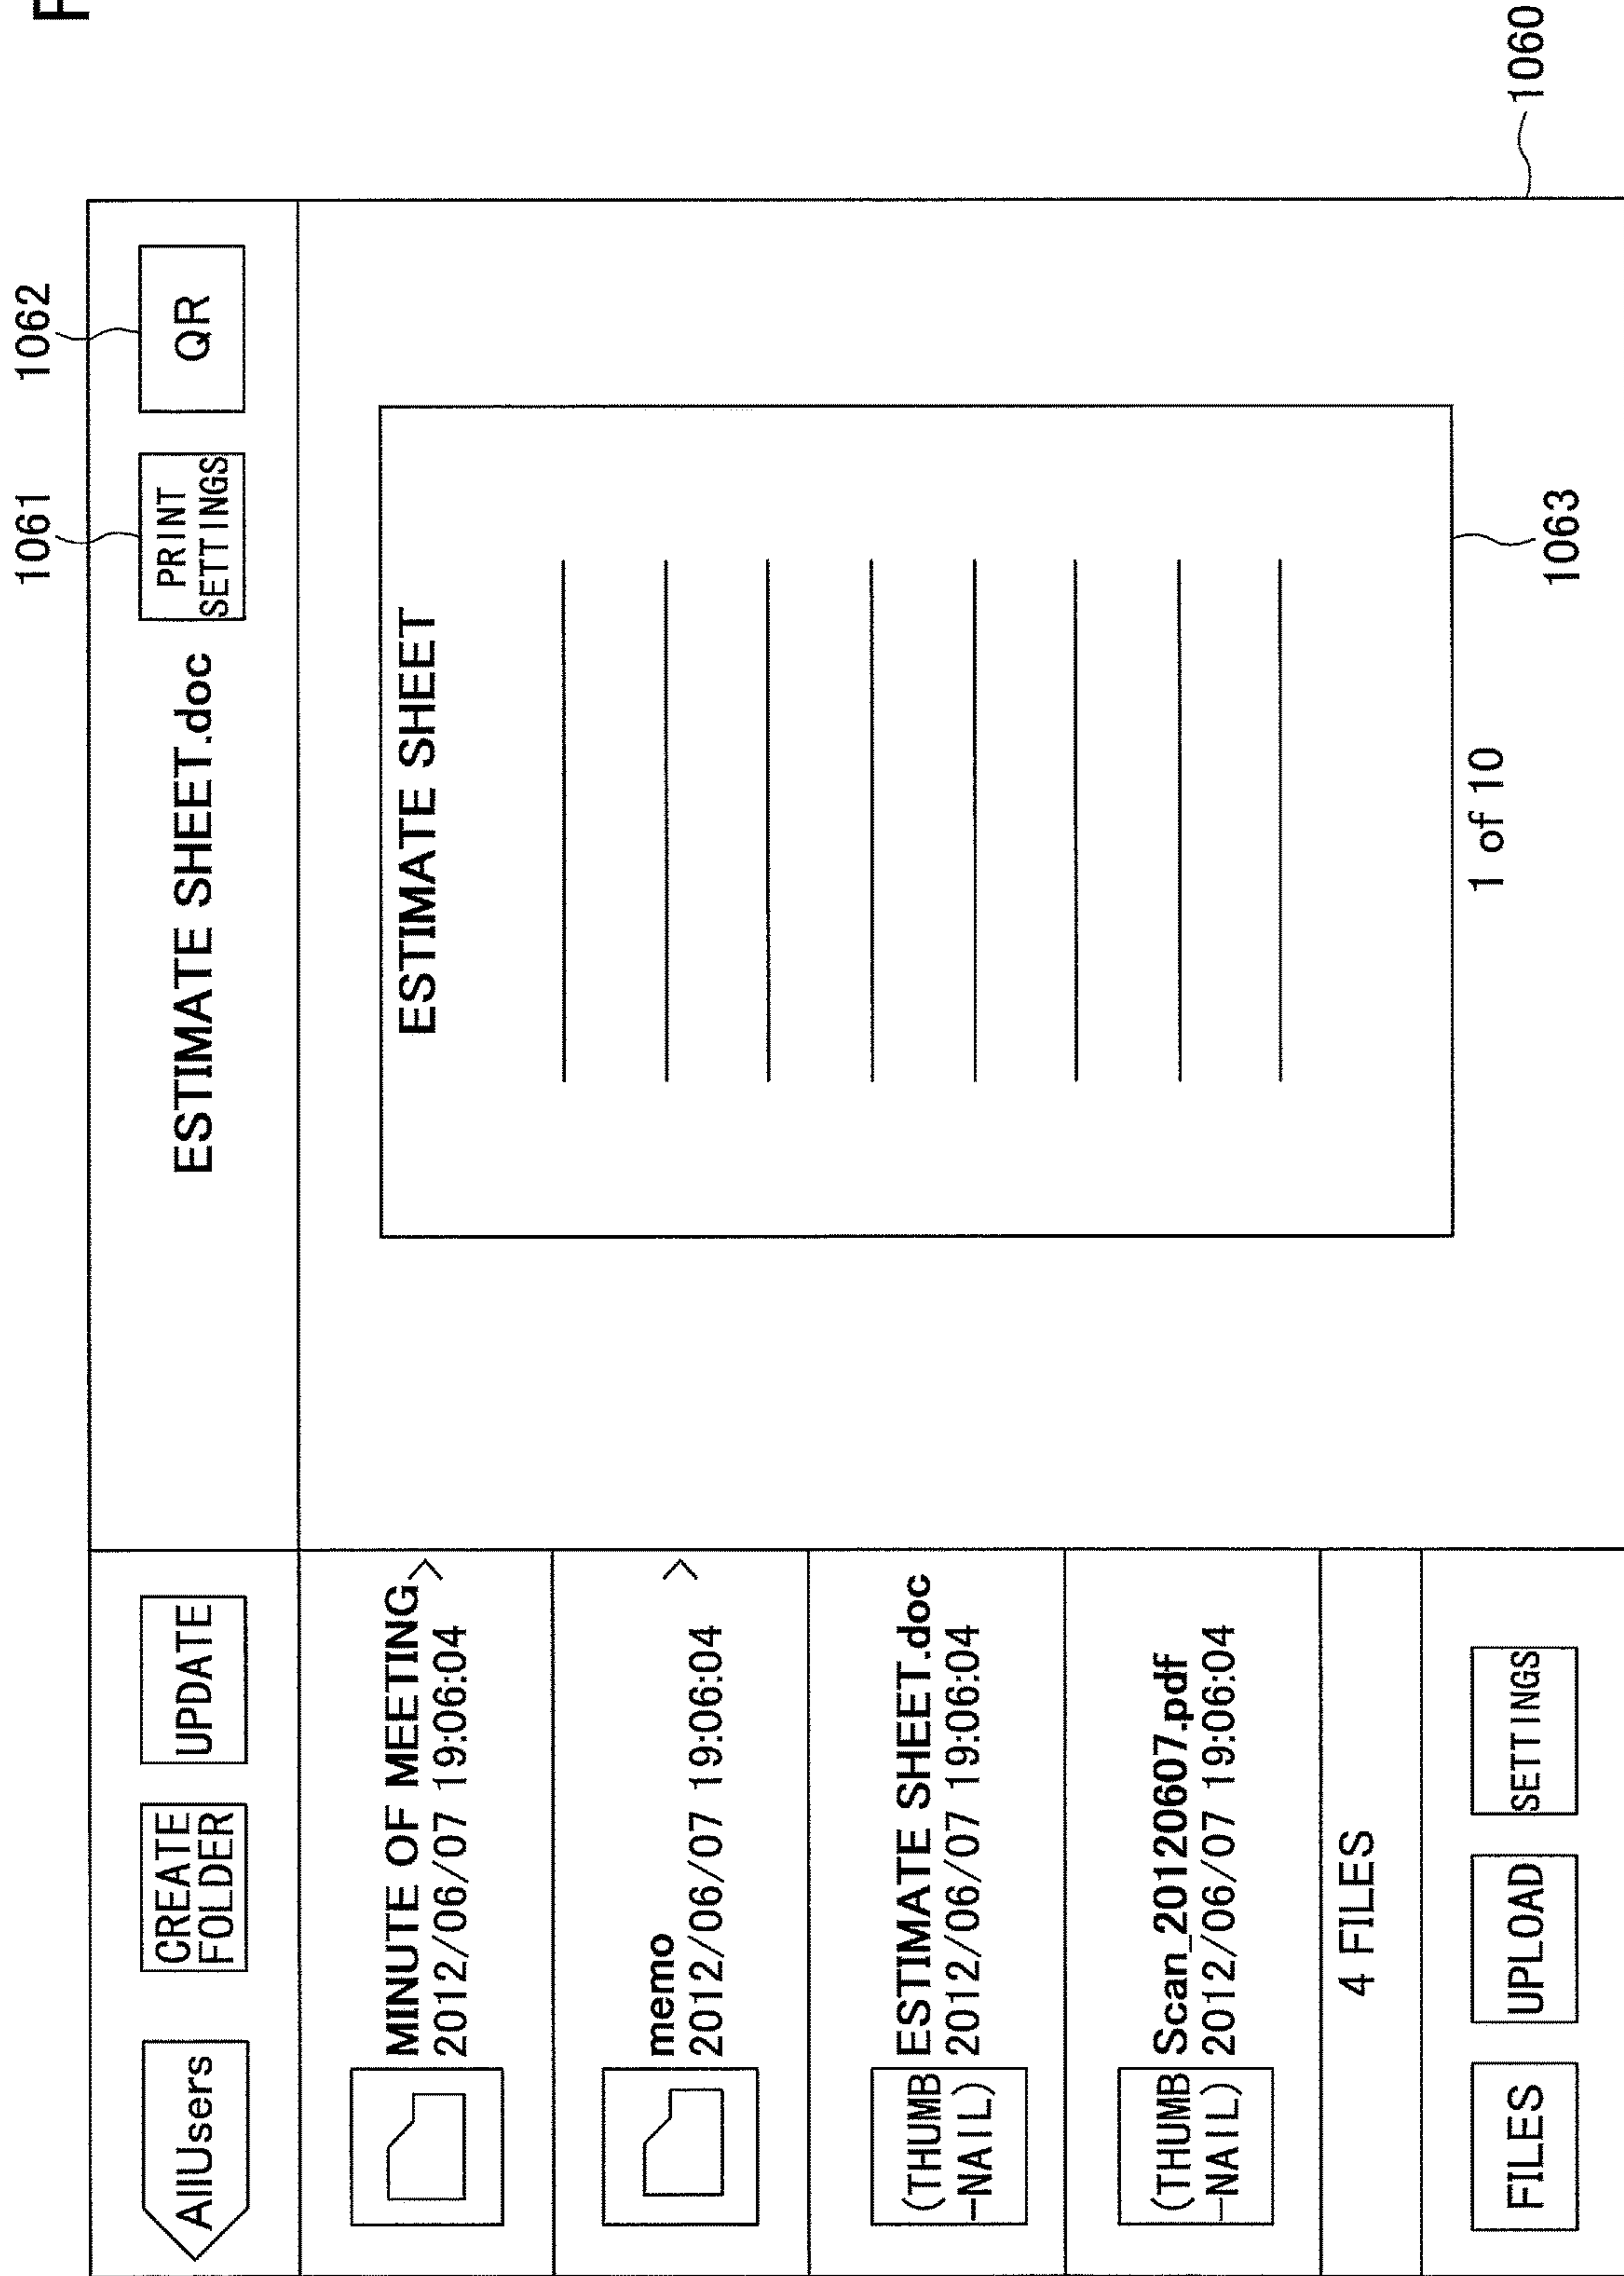 1061
1062
AllUsers
CREATE
FOLDER
UPDATE
ESTIMATE SHEET.doc
PRINT
SETTINGS
QR
MINUTE OF MEETING >
2012/06/07 19:06:04
memo >
2012/06/07 19:06:04
(THUMB
-NAIL)
ESTIMATE SHEET.doc
2012/06/07 19:06:04
(THUMB
-NAIL)
Scan_20120607.pdf
2012/06/07 19:06:04
4 FILES
FILES
UPLOAD
SETTINGS
ESTIMATE SHEET
1 of 10
1063
1060